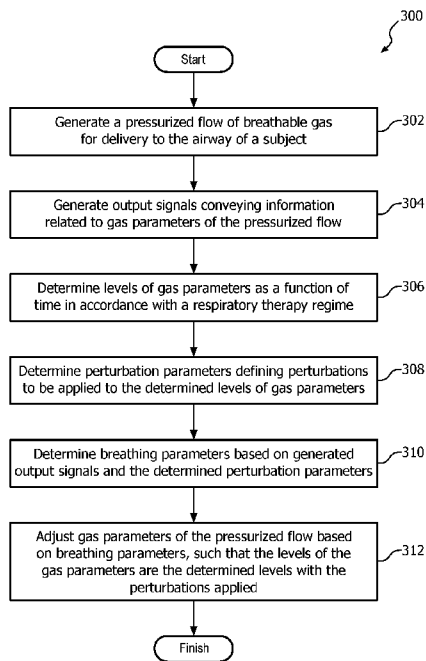 300
Start
Generate a pressurized flow of breathable gas
for delivery to the airway of a subject
302
Generate output signals conveying information
related to gas parameters of the pressurized flow
304
Determine levels of gas parameters as a function of
time in accordance with a respiratory therapy regime
306
Determine perturbation parameters defining perturbations
to be applied to the determined levels of gas parameters
308
Determine breathing parameters based on generated
output signals and the determined perturbation parameters
310
Adjust gas parameters of the pressurized flow based
on breathing parameters, such that the levels of the
gas parameters are the determined levels with the
perturbations applied
312
Finish